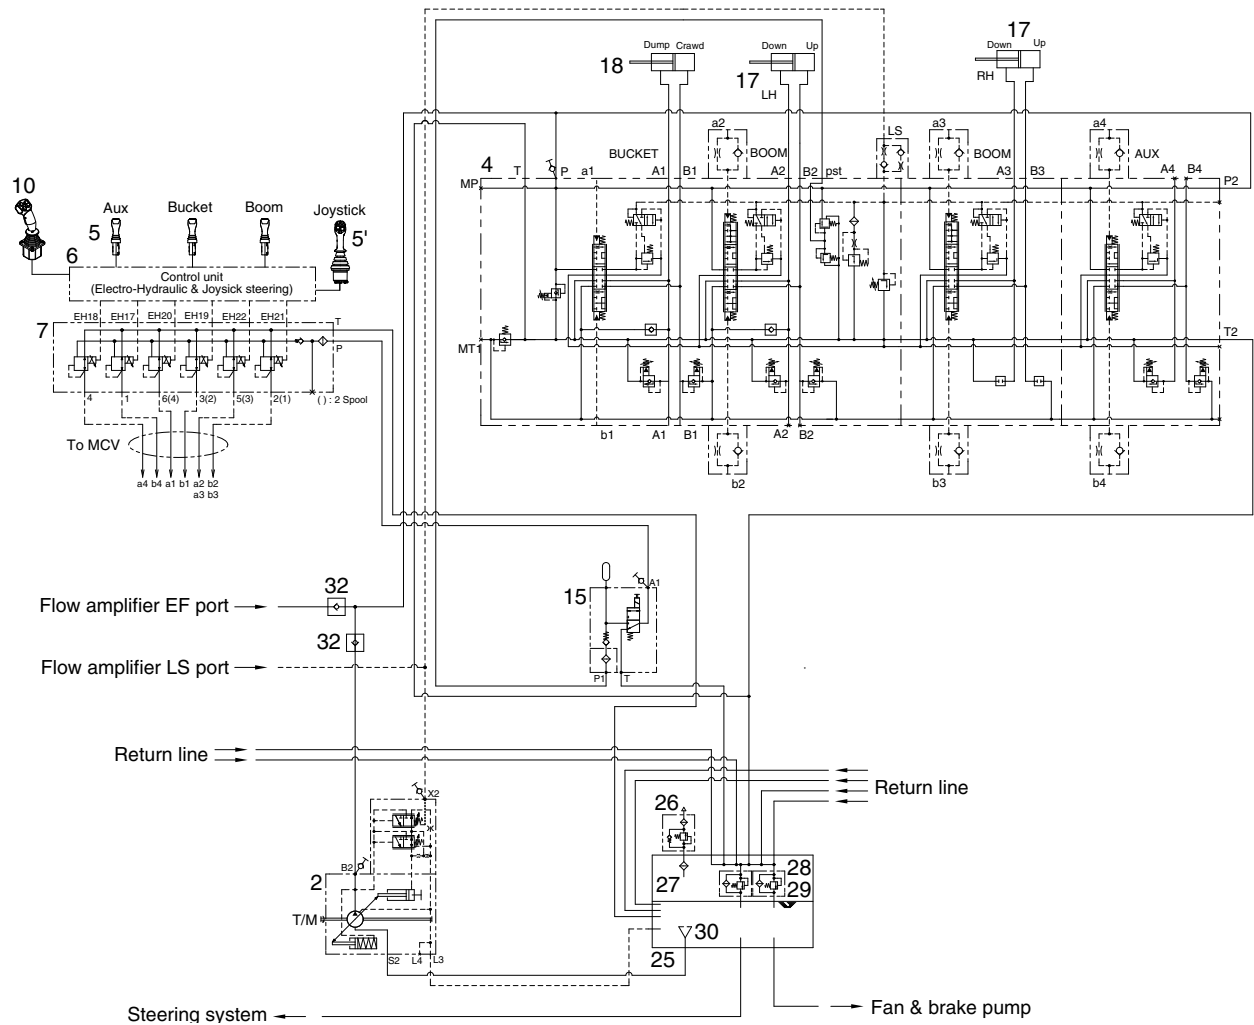 17
Dump Crawd
Down Up
Down Up
18
17
LH
RH
a2
LS
a3
a4
BUCKET
BOOM
BOOM
AUX
4
T
P
a1
A1
B1
A2
B2
pst
A3
B3
A4
B4
MP
P2
10
Aux
Bucket
Boom
Joystick
5
5'
6
Control unit
(Electro-Hydraulic & Joysick steering)
EH18
EH17
EH20
EH19
EH22
EH21
T
7
P
MT1
T2
4
1
6(4)
3(2)
5(3)
2(1)
( ) : 2 Spool
To MCV
b1
A1
B1
A2
B2
a4
b4
a1
b1
a2
b2
a3
b3
b2
b3
b4
15
A1
32
Flow amplifier EF port
32
Flow amplifier LS port
P1
T
Return line
Return line
X2
26
B2
2
27
28
29
T/M
30
S2
L4
L3
25
Steering system
Fan & brake pump